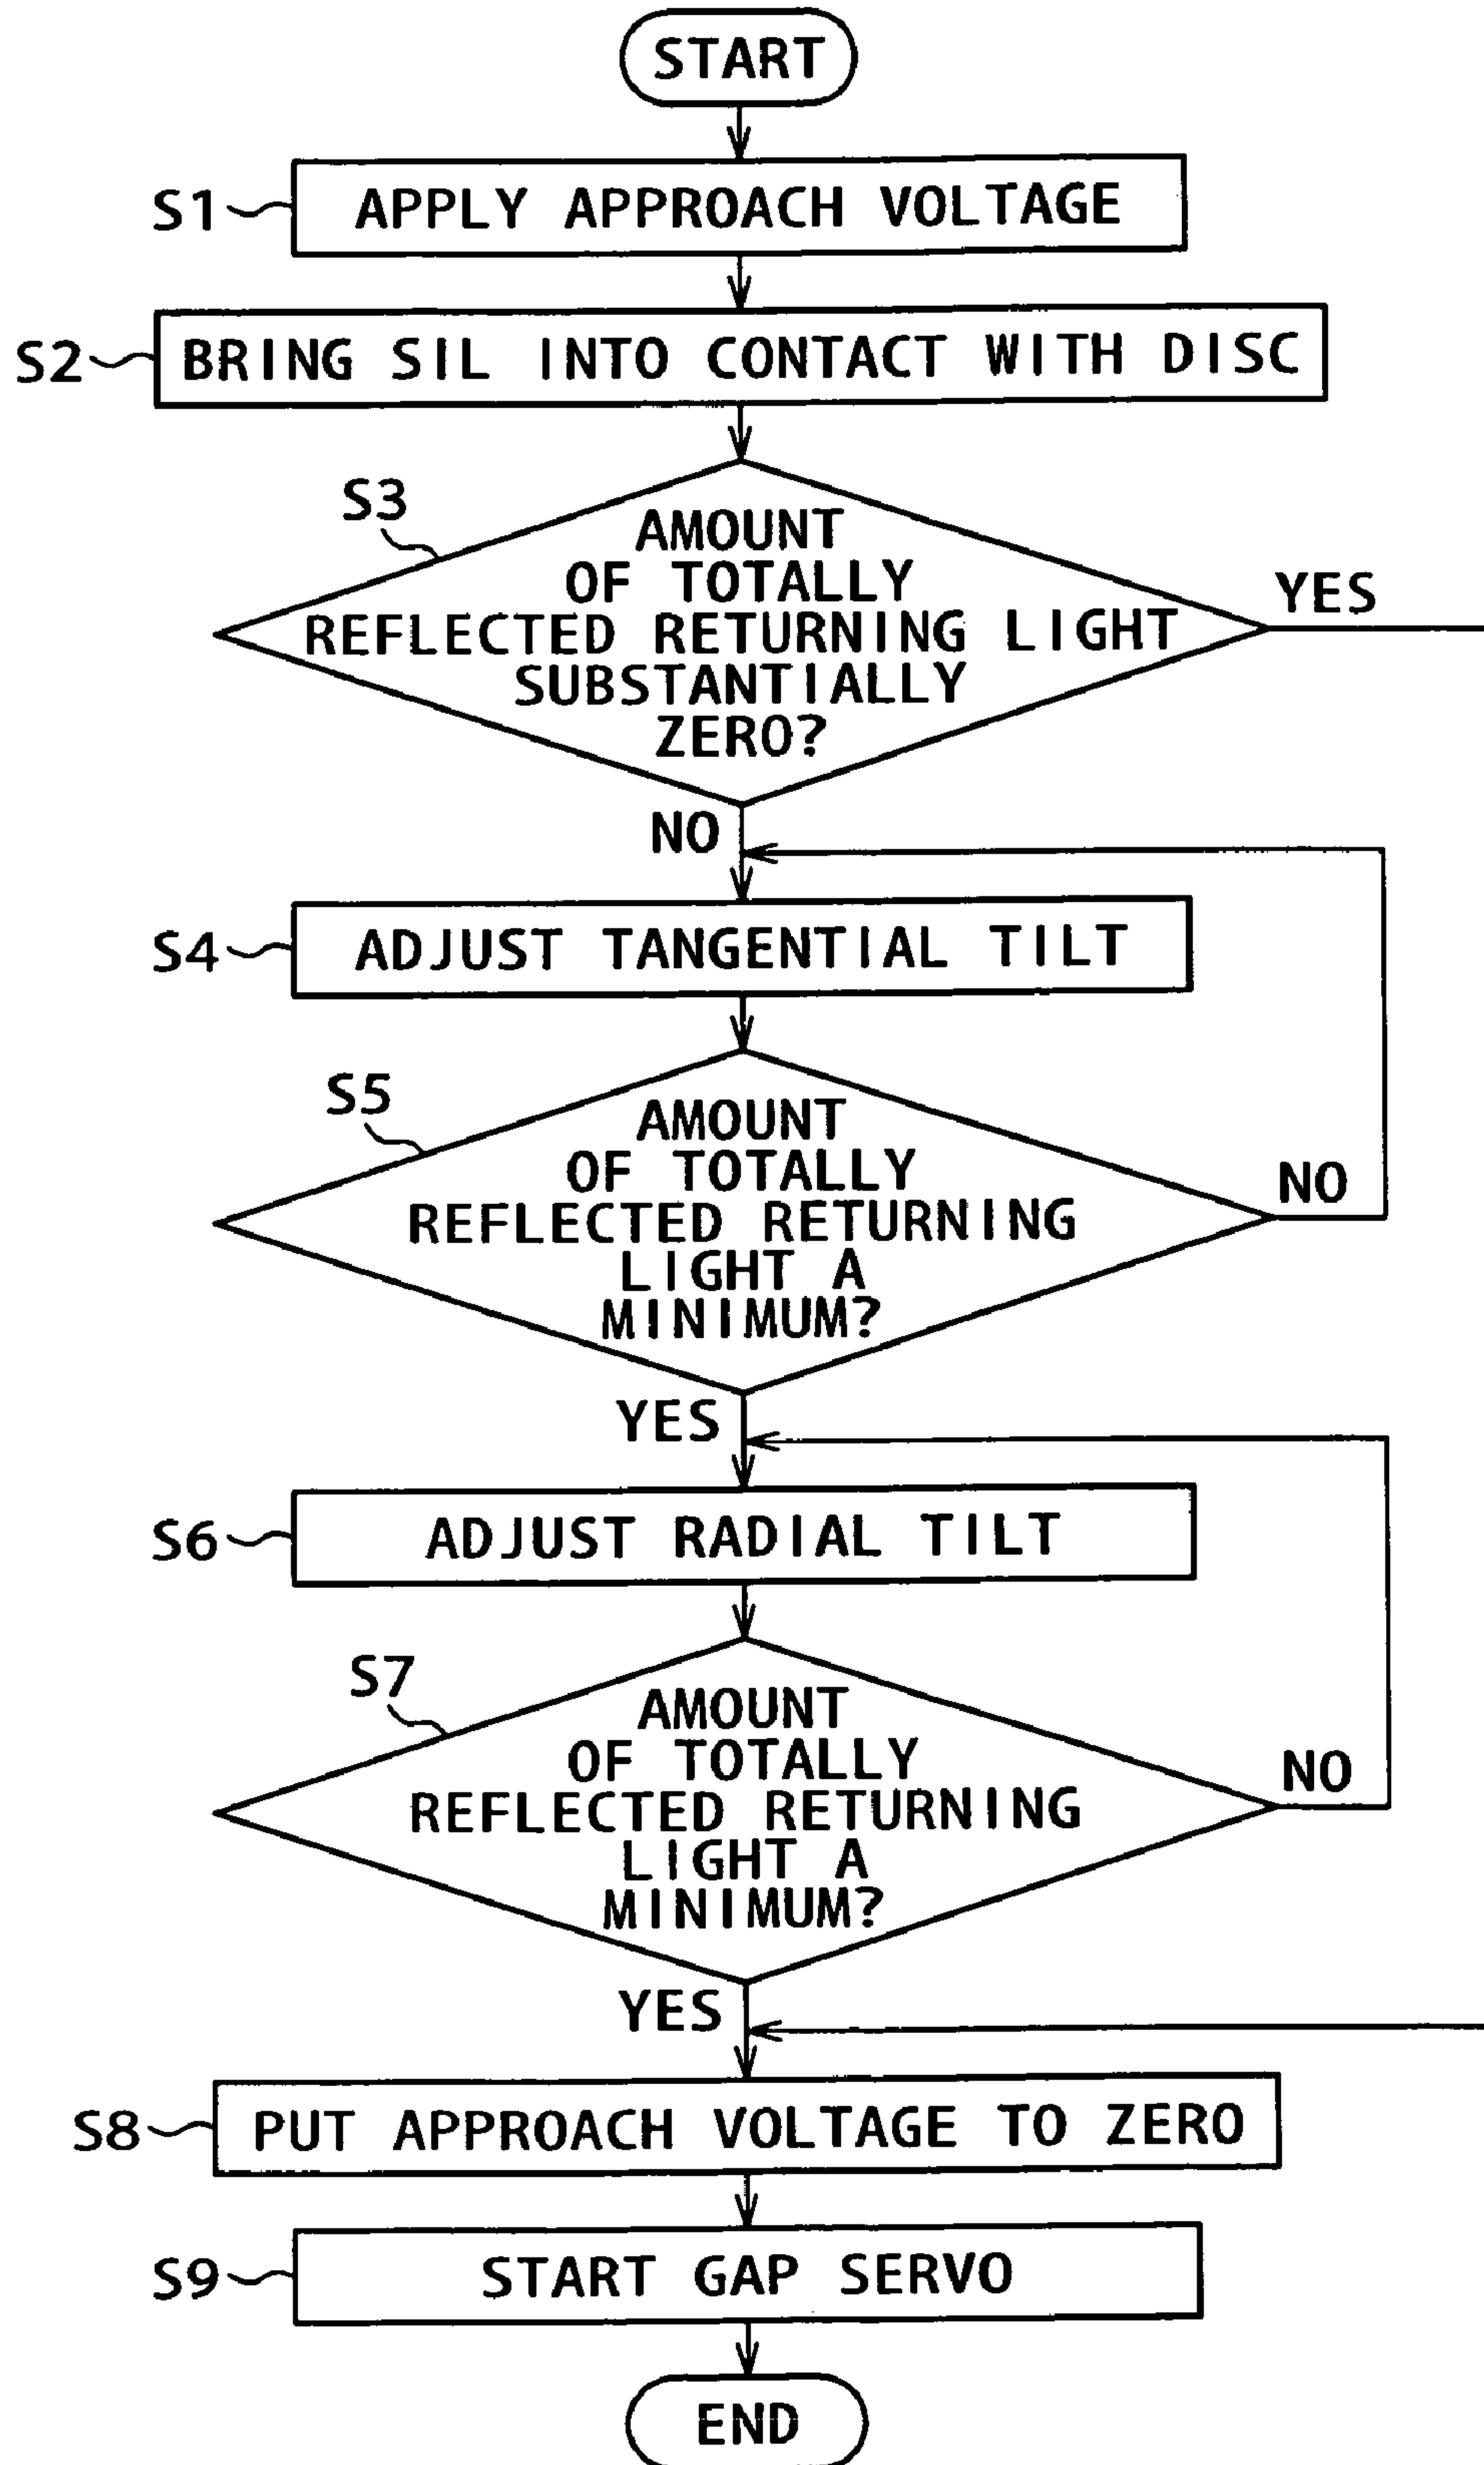 START
S1
APPLY APPROACH VOLTAGE
S2
BRING SIL INTO CONTACT WITH DISC
S3
AMOUNT
OF TOTALLY
REFLECTED RETURNING LIGHT
SUBSTANTIALLY
ZERO?
YES
NO
S4
ADJUST TANGENTIAL TILT
S5
AMOUNT
OF TOTALLY
REFLECTED RETURNING
LIGHT A
MINIMUM?
NO
YES
S6
ADJUST RADIAL TILT
S7
AMOUNT
OF TOTALLY
REFLECTED RETURNING
LIGHT A
MINIMUM?
NO
YES
S8
PUT APPROACH VOLTAGE TO ZERO
S9
START GAP SERVO
END